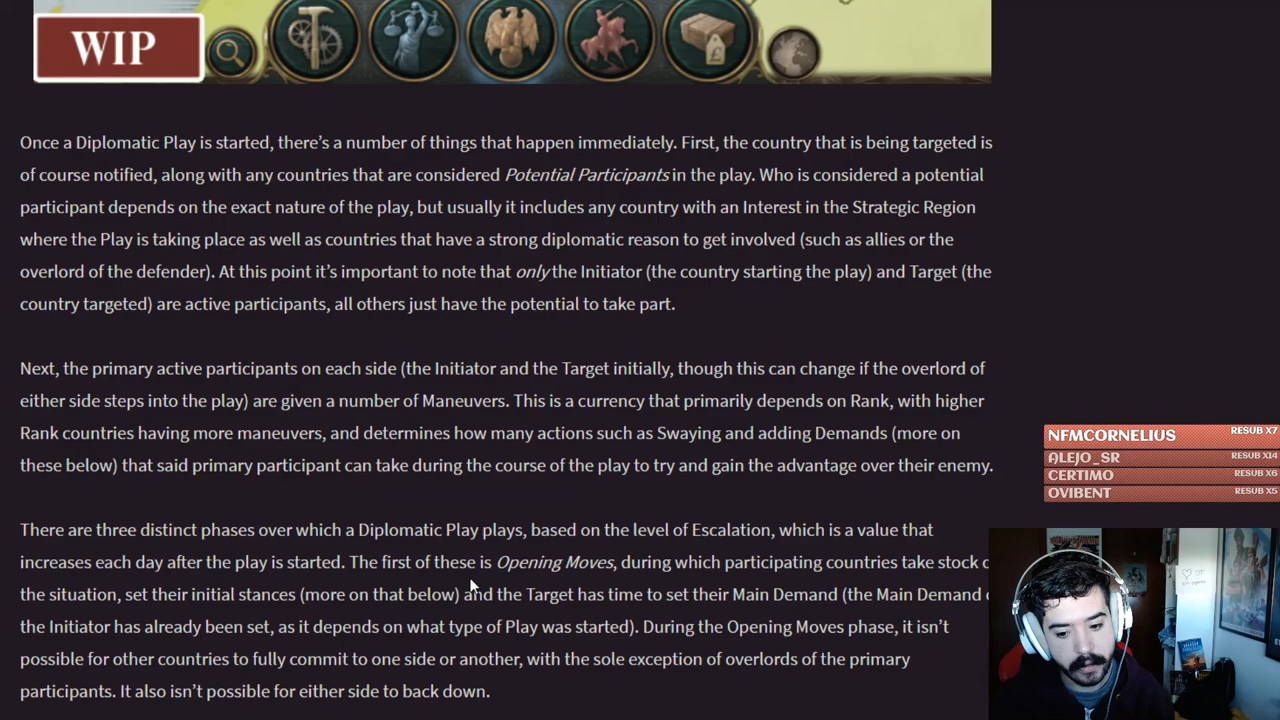 WIP
£
Once a Diplomatic Play is started, there's a number of things that happen immediately. First, the country that is being targeted is
of course notified, along with any countries that are considered Potential Participants in the play. Who is considered a potential
participant depends on the exact nature of the play, but usually it includes any country with an Interest in the Strategic Region
where the Play is taking place as well as countries that have a strong diplomatic reason to get involved (such as allies or the
overlord of the defender). At this point it's important to note that only the Initiator (the country starting the play) and Target (the
country targeted) are active participants, all others just have the potential to take part.
Next, the primary active participants on each side (the Initiator and the Target initially, though this can change if the overlord of
either side steps into the play) are given a number of Maneuvers. This is a currency that primarily depends on Rank, with higher
Rank countries having more maneuvers, and determines how many actions such as Swaying and adding Demands (more on
these below) that said primary participant can take during the course of the play to try and gain the advantage over their enemy.
There are three distinct phases over which a Diplomatic Play plays, based on the level of Escalation, which is a value that
increases each day after the play is started. The first of these is Opening Moves, during which participating countries take stock
the situation, set their initial stances (more on that below) and the Target has time to set their Main Demand (the Main Demand
the Initiator has already been set, as it depends on what type of Play was started). During the Opening Moves phase, it isn't
possible for other countries to fully commit to one side or another, with the sole exception of overlords of the primary
participants. It also isn't possible for either side to back down.
NFMCORNELIUS RESUB X7
ALEJO_SR RESUB X14
CERTIMO RESUB X6
OVIBENT RESUB X5